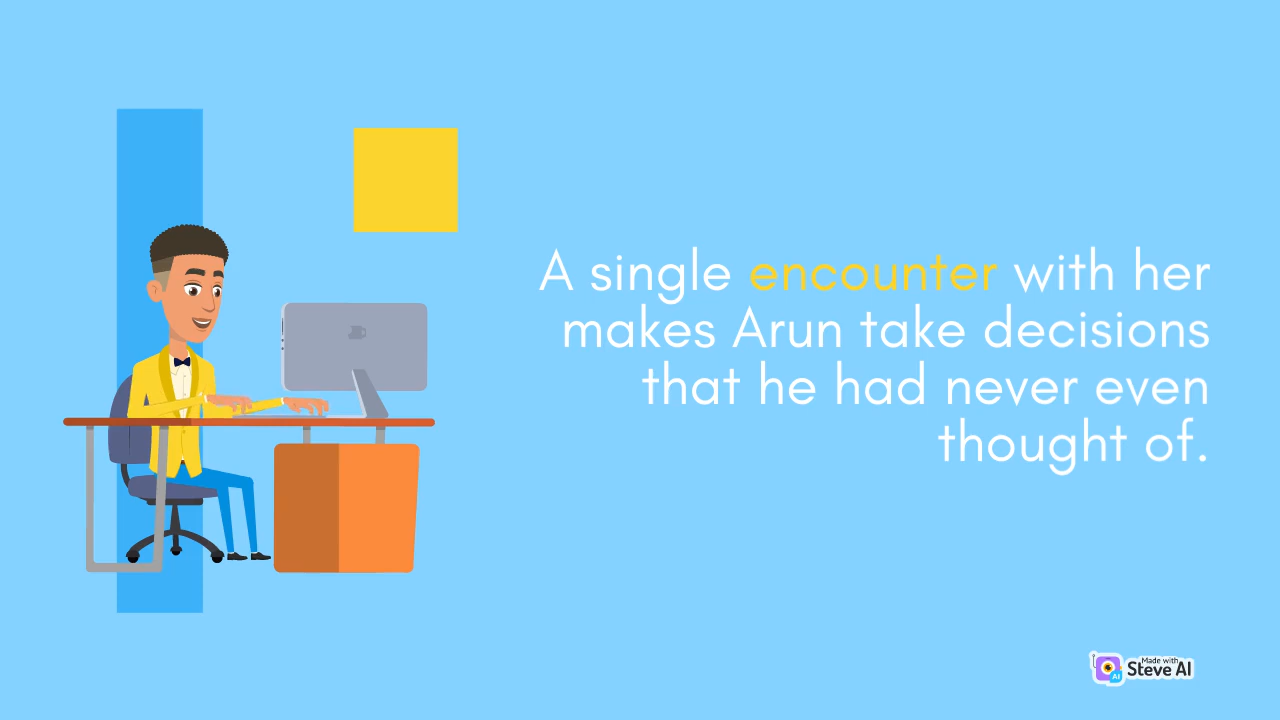 A single encounter with her
makes Arun take decisions
that he had never even
thought of.
Made with
Steve AI
AI